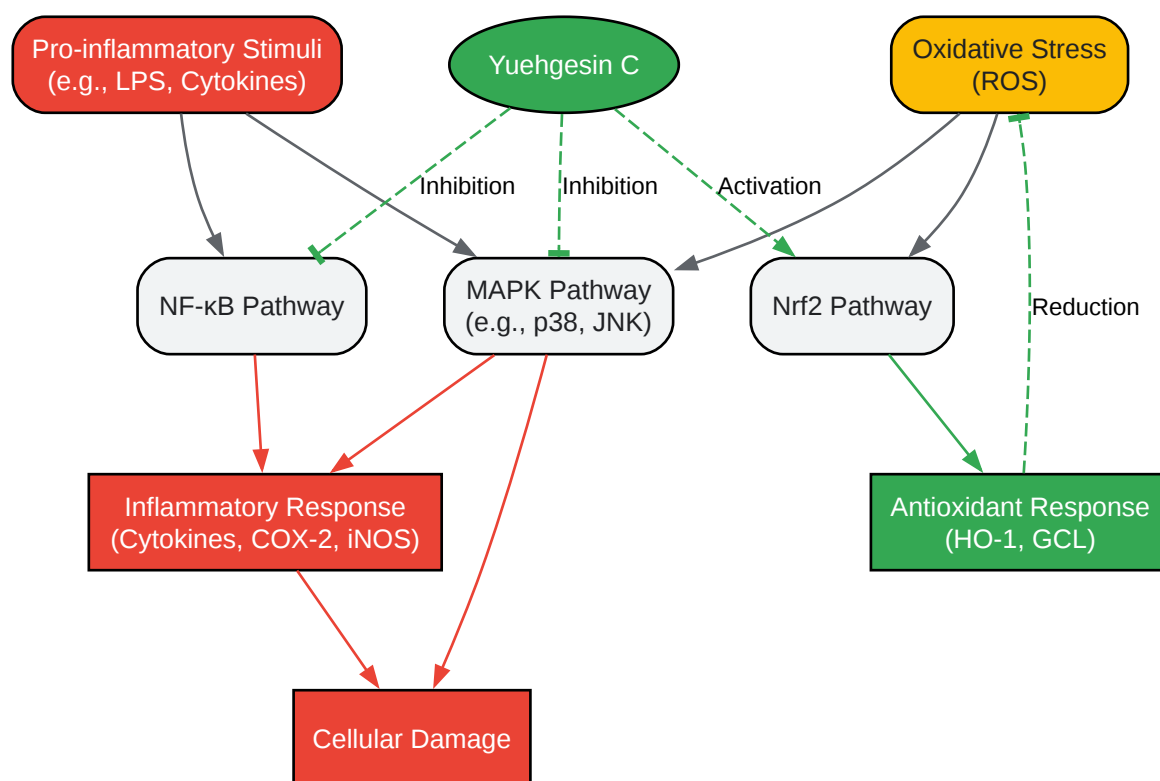 Pro-inflammatory Stimuli
(e.g., LPS, Cytokines)
Yuehgesin C
Oxidative Stress
(ROS)
Inhibition
Inhibition
Activation
NF-κB Pathway
MAPK Pathway
(e.g., p38, JNK)
Nrf2 Pathway
Reduction
Inflammatory Response
(Cytokines, COX-2, iNOS)
Antioxidant Response
(HO-1, GCL)
Cellular Damage